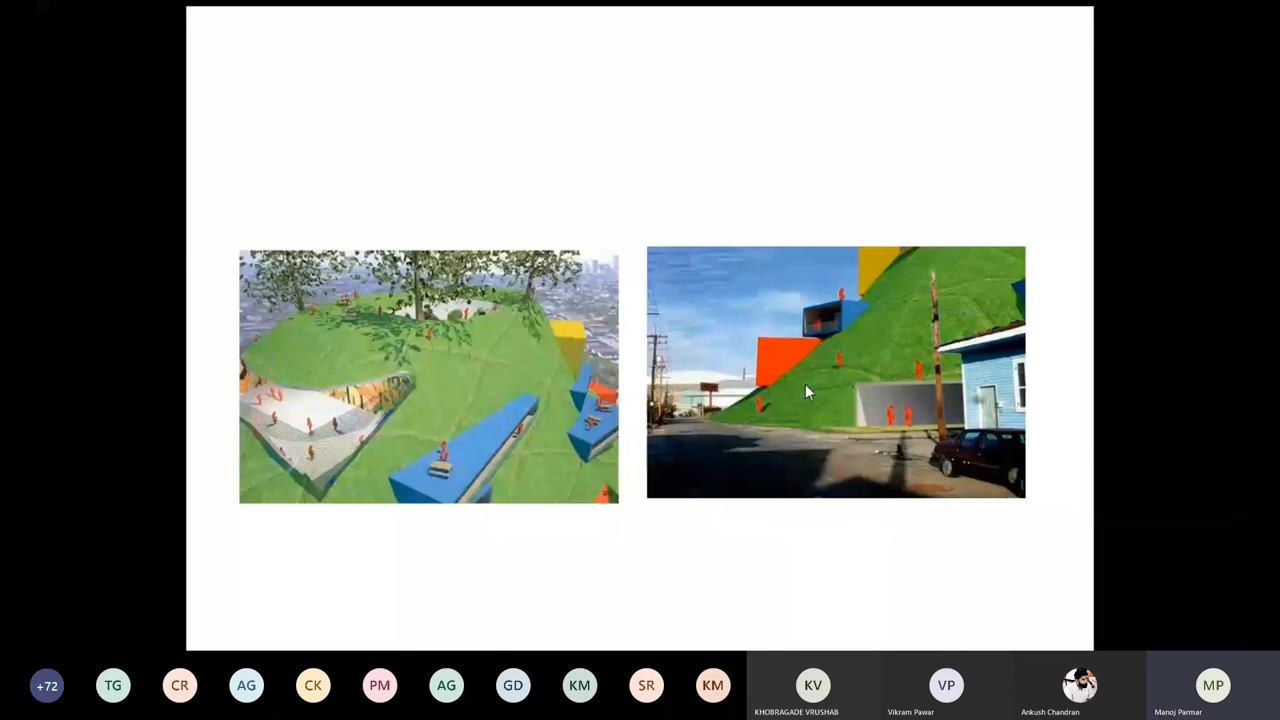 +72
TG
CR
AG
CK
PM
AG
GD
KM
SR
KM
KV
KHOBRAGADE VRUSHAB
VP
Vikram Pawar
Ankush Chandran
MP
Manoj Parmar